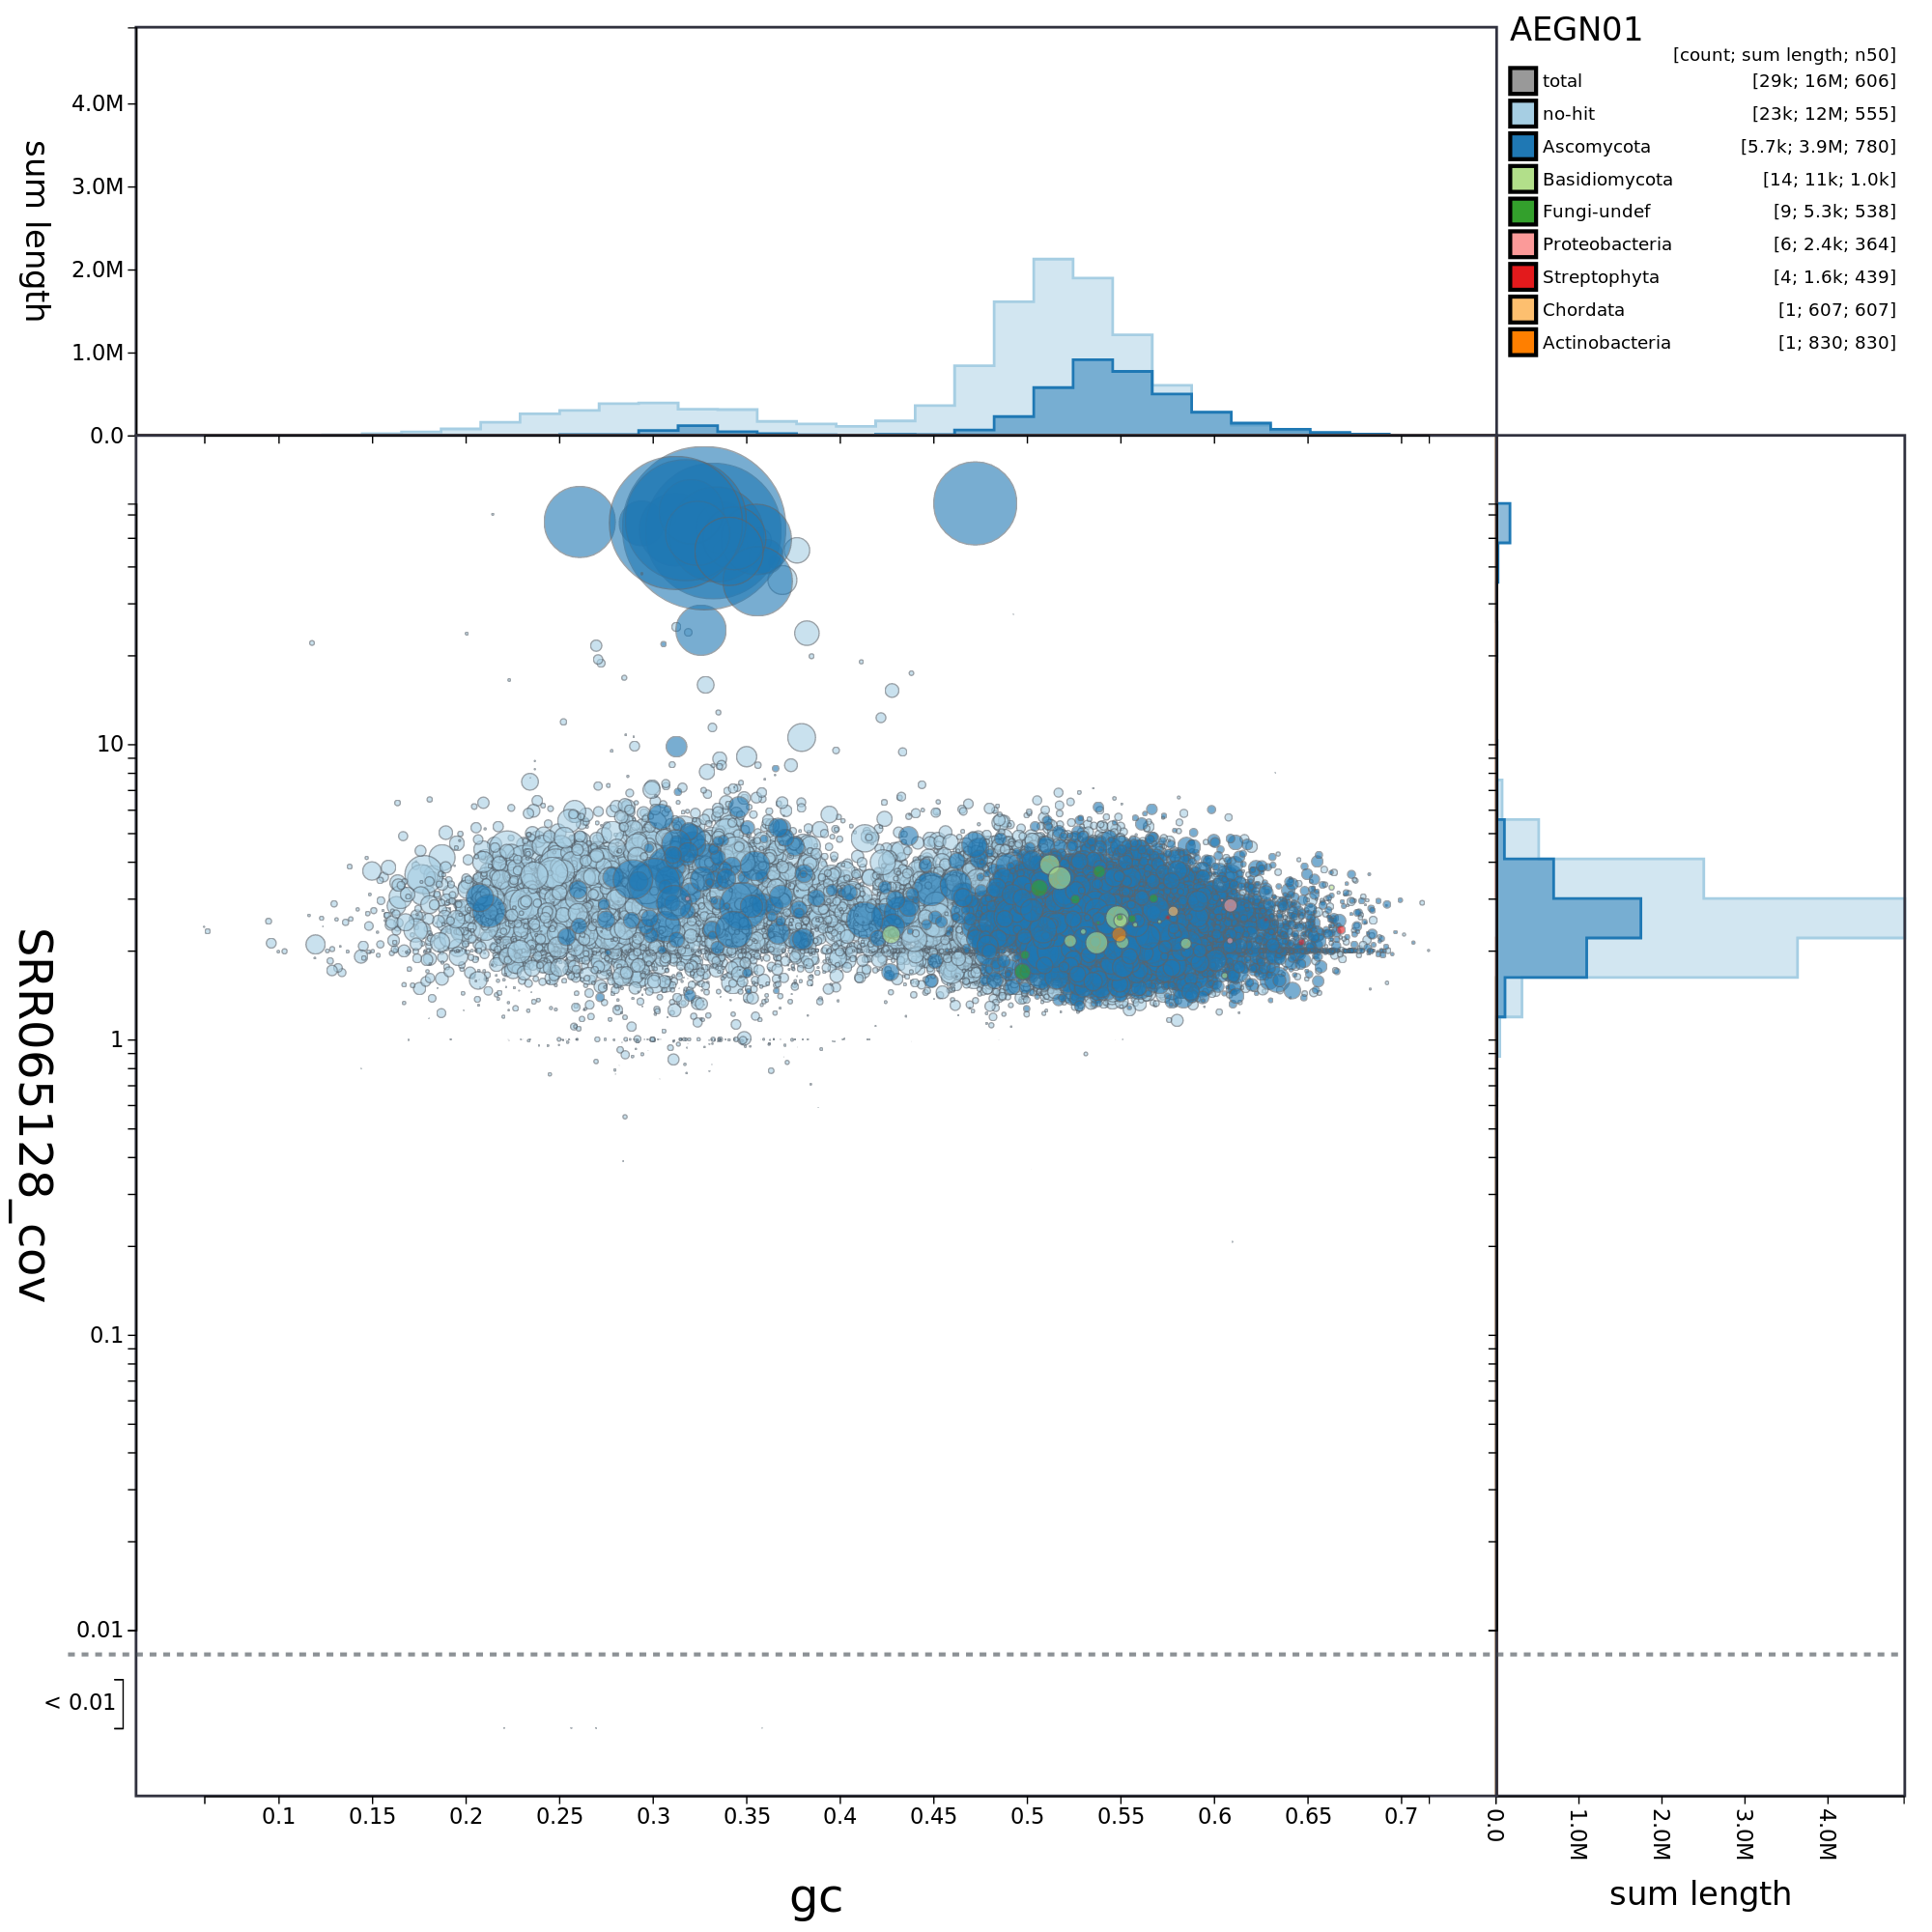 AEGN01
[count; sum length; n50]
total [29k; 16M; 606]
no-hit [23k; 12M; 555]
Ascomycota [5.7k; 3.9M; 780]
Basidiomycota [14; 11k; 1.0k]
Fungi-undef [9; 5.3k; 538]
Proteobacteria [6; 2.4k; 364]
Streptophyta [4; 1.6k; 439]
Chordata [1; 607; 607]
Actinobacteria [1; 830; 830]
sum length
4.0M
3.0M
2.0M
1.0M
0.0
SRR065128_cov
10
1
0.1
0.01
< 0.01
0.1 0.15 0.2 0.25 0.3 0.35 0.4 0.45 0.5 0.55 0.6 0.65 0.7
gc
0.0 1.0M 2.0M 3.0M 4.0M
sum length